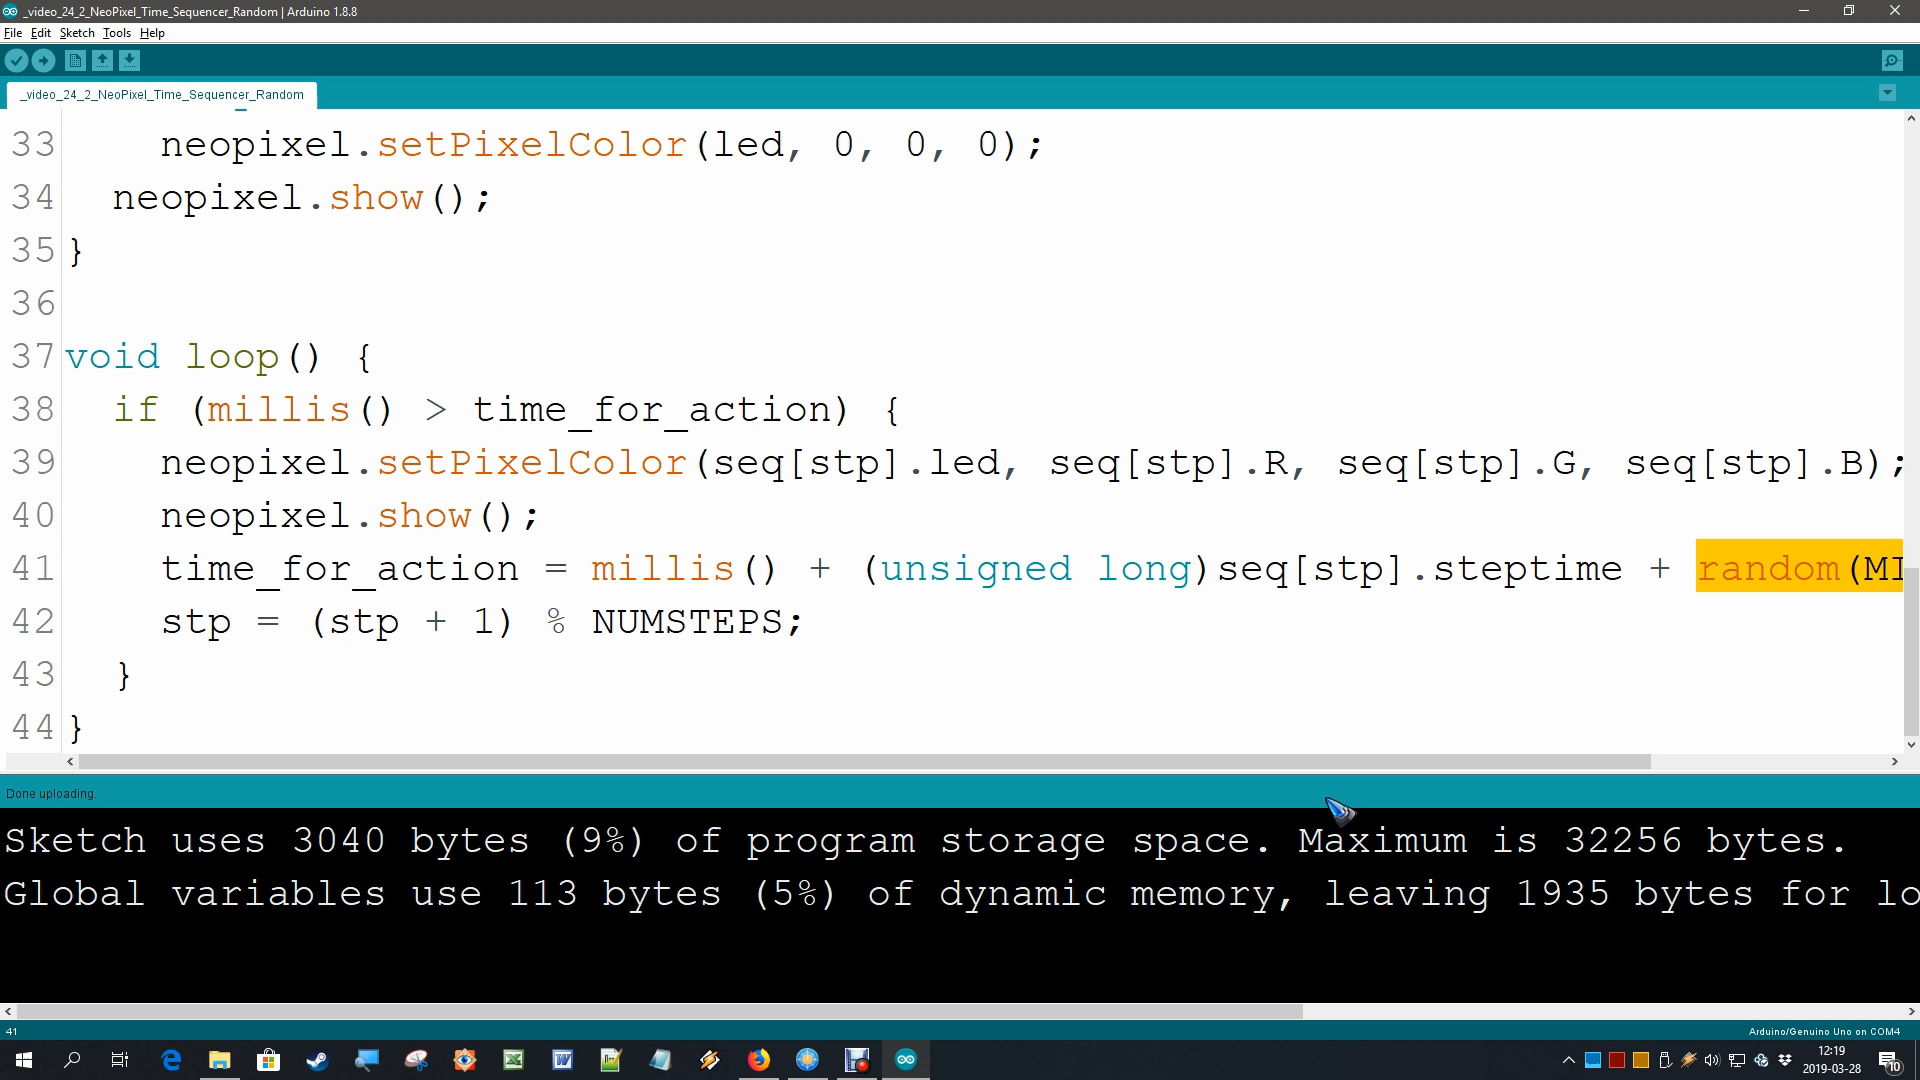 _video_24_2_NeoPixel_Time_Sequencer_Random | Arduino 1.8.8
File Edit Sketch Tools Help
_video_24_2_NeoPixel_Time_Sequencer_Random
33 neopixel.setPixelColor(led, 0, 0, 0);
34 neopixel.show();
35 }
36
37 void loop() {
38 if (millis() > time_for_action) {
39 neopixel.setPixelColor(seq[stp].led, seq[stp].R, seq[stp].G, seq[stp].B);
40 neopixel.show();
41 time_for_action = millis() + (unsigned long)seq[stp].steptime + random(MI
42 stp = (stp + 1) % NUMSTEPS;
43 }
44 }
Done uploading.
Sketch uses 3040 bytes (9%) of program storage space. Maximum is 32256 bytes.
Global variables use 113 bytes (5%) of dynamic memory, leaving 1935 bytes for lo
41
Arduino/Genuino Uno on COM4
12:19
2019-03-28
10